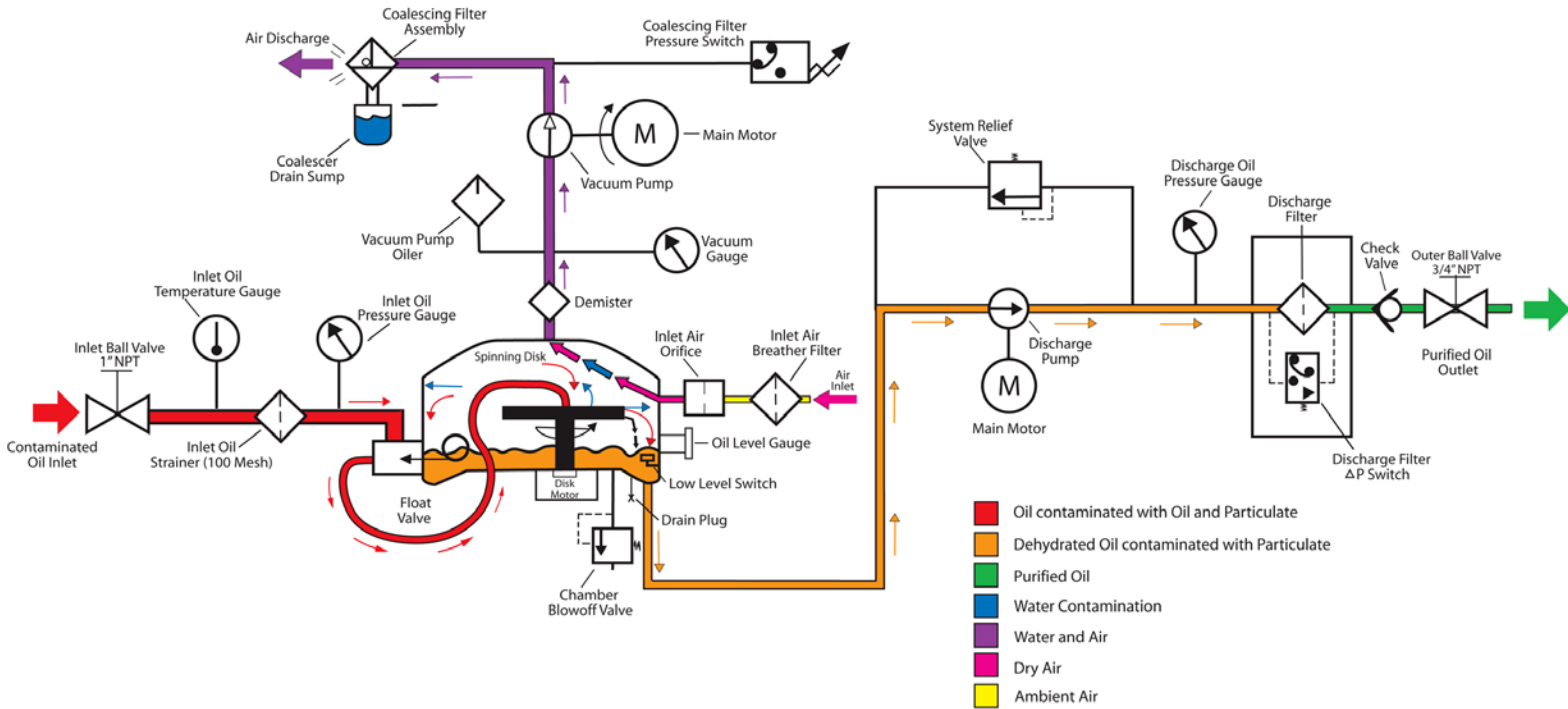 Coalescing Filter
Assembly
Air Discharge
Coalescing Filter
Pressure Switch
Coalescer
Drain Sump
M
Main Motor
Vacuum Pump
Vacuum Pump
Oiler
Vacuum
Gauge
Demister
System Relief
Valve
Discharge Oil
Pressure Gauge
Discharge
Filter
Check
Valve
Outer Ball Valve
3/4" NPT
Inlet Oil
Temperature Gauge
Inlet Oil
Pressure Gauge
Inlet Ball Valve
1" NPT
Spinning Disk
Inlet Air
Orifice
Inlet Air
Breather Filter
Air
Inlet
Discharge
Pump
M
Main Motor
Purified Oil
Outlet
Contaminated
Oil Inlet
Inlet Oil
Strainer (100 Mesh)
Oil Level Gauge
Float
Valve
Disk
Motor
Low Level Switch
Drain Plug
Chamber
Blowoff Valve
Discharge Filter
ΔP Switch
Oil contaminated with Oil and Particulate
Dehydrated Oil contaminated with Particulate
Purified Oil
Water Contamination
Water and Air
Dry Air
Ambient Air